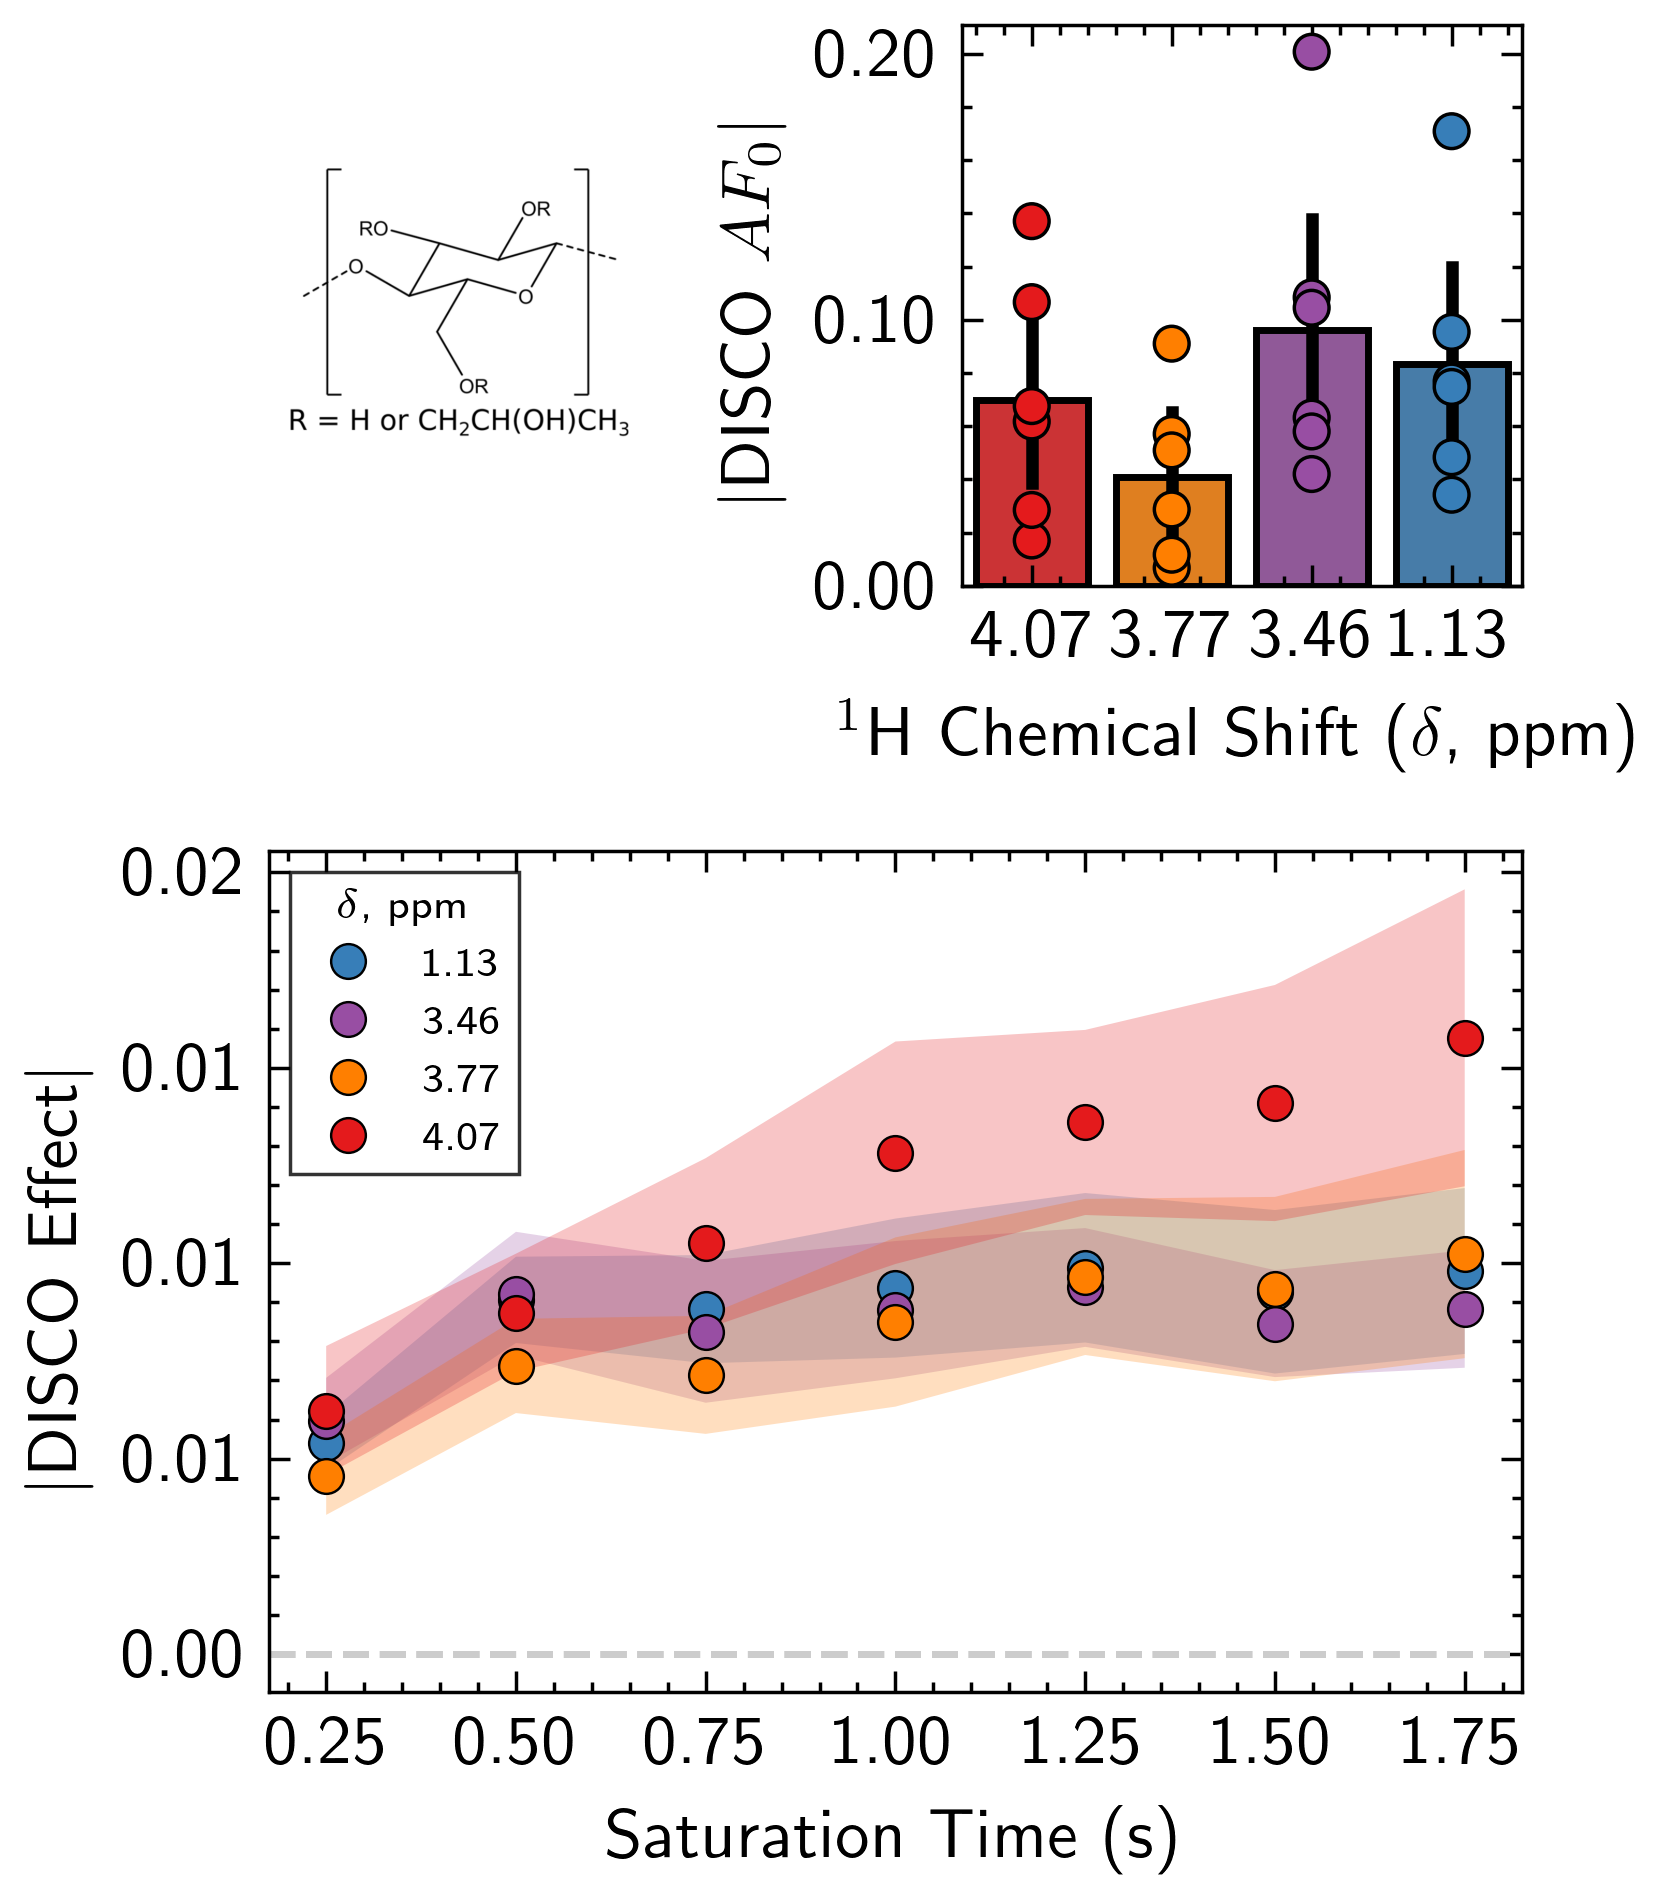 OR
RO
O
O
OR
R = H or CH₂CH(OH)CH₃
|DISCO AF₀|
0.20
0.10
0.00
4.07 3.77 3.46 1.13
¹H Chemical Shift (δ, ppm)
|DISCO Effect|
0.02
0.01
0.01
0.01
0.00
δ, ppm
1.13
3.46
3.77
4.07
0.25 0.50 0.75 1.00 1.25 1.50 1.75
Saturation Time (s)